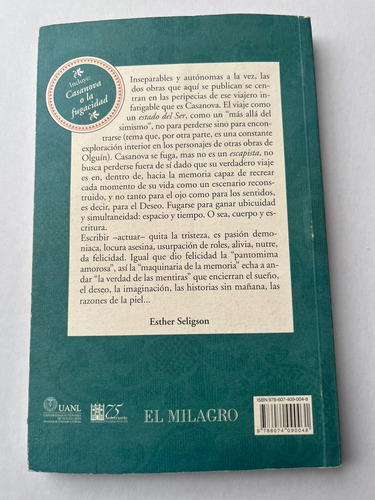 Incluye:
Casanova
o la
fugacidad
Inseparables y autónomas a la vez, las
dos obras que aquí se publican se cen-
tran en las peripecias de ese viajero in-
fatigable que es Casanova. El viaje como
un estado del Ser, como un "más allá del
simismo", no para perderse sino para encon-
trarse (tema que, por otra parte, es una constante
exploración interior en los personajes de otras obras de
Olguín). Casanova se fuga, mas no es un escapista, no
busca perderse fuera de sí dado que su verdadero viaje
es en, dentro de, hacia la memoria capaz de recrear
cada momento de su vida como un escenario recons-
truido, y no tanto para el ojo como para los sentidos,
es decir, para el Deseo. Fugarse para ganar ubicuidad
y simultaneidad: espacio y tiempo. O sea, cuerpo y es-
critura.
Escribir –actuar– quita la tristeza, es pasión demo-
niaca, locura asesina, usurpación de roles, alivia, nutre,
da felicidad. Igual que dio felicidad la "pantomima
amorosa", así la "maquinaria de la memoria" echa a an-
dar "la verdad de las mentiras" que encierran el sueño,
el deseo, la imaginación, las historias sin mañana, las
razones de la piel...
Esther Seligson
UANL
75
EL MILAGRO
ISBN 978-607-409-004-8
9 786074 090048